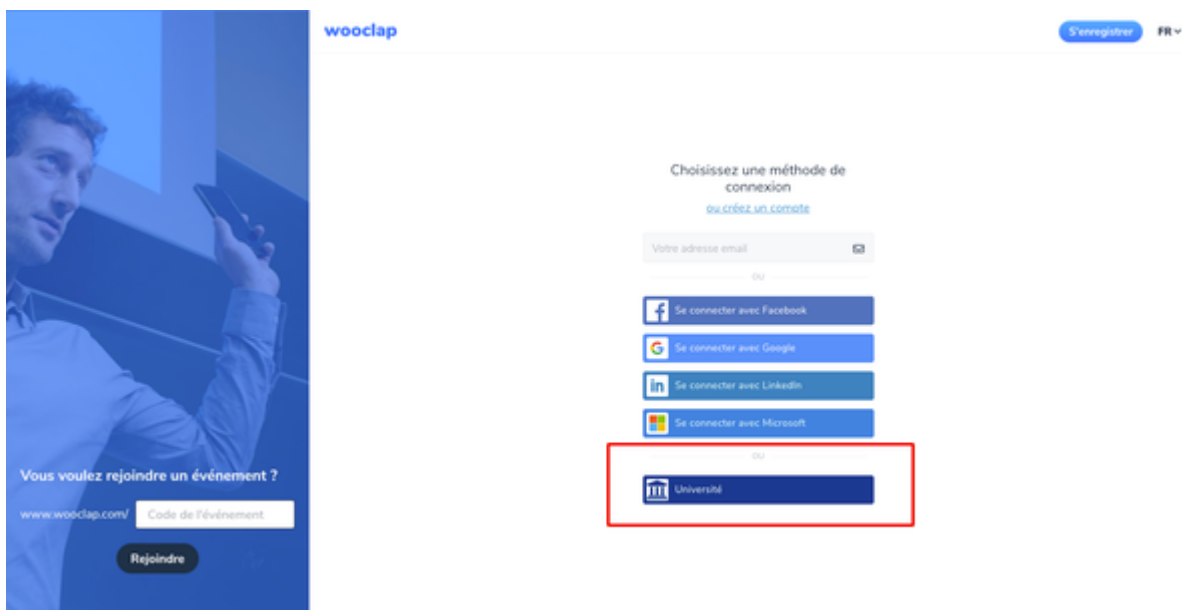 wooclap
S'enregistrer
FR
Choisissez une méthode de
connexion
ou créez un compte
Votre adresse email
OU
Se connecter avec Facebook
Se connecter avec Google
Se connecter avec LinkedIn
Se connecter avec Microsoft
OU
Université
Vous voulez rejoindre un événement ?
www.wooclap.com/
Code de l'événement
Rejoindre